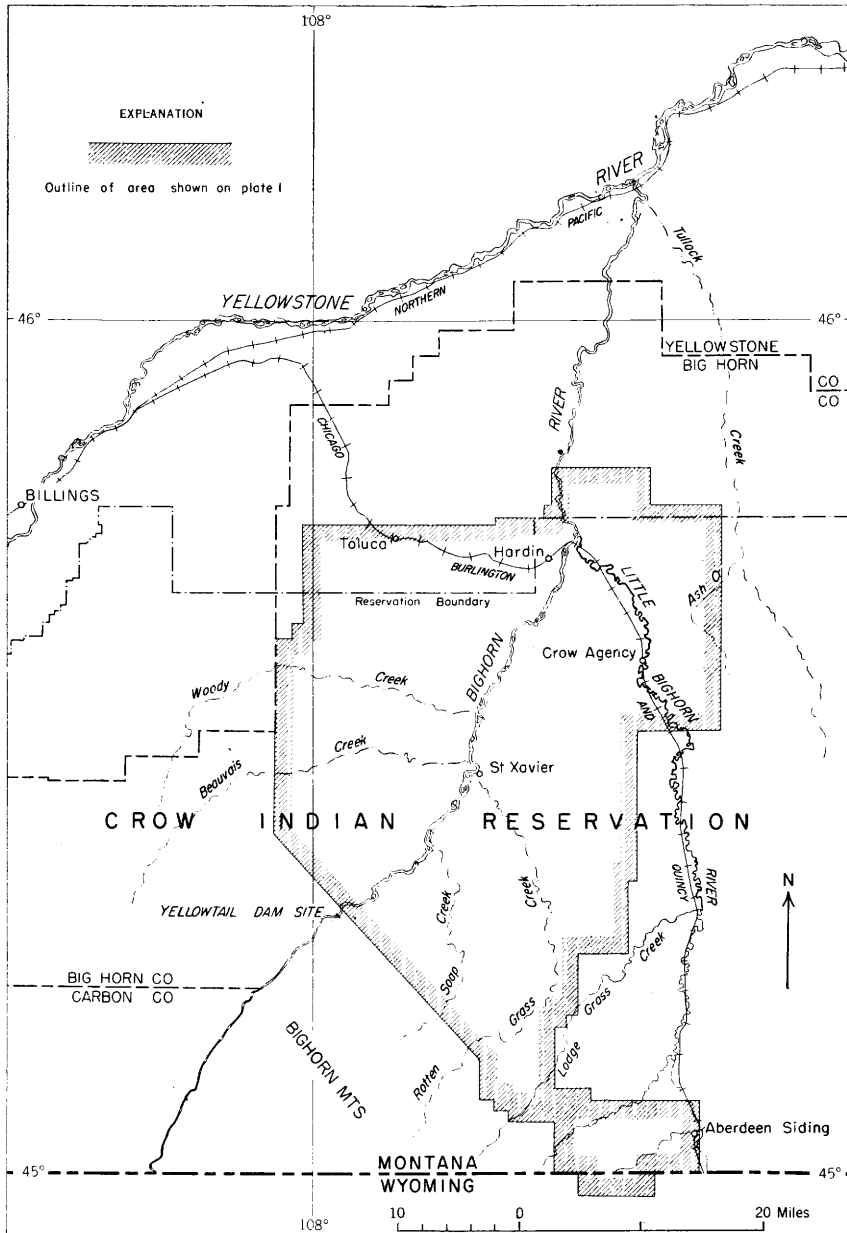 108°
EXPLANATION
Outline of area shown on plate 1
RIVER
PACIFIC
Tullock
YELLOWSTONE
NORTHERN
46°
46°
YELLOWSTONE
BIG HORN
CO
CO
RIVER
CHICAGO
Creek
BILLINGS
Toluca
Hardin
BURLINGTON
LITTLE
Ash
Reservation Boundary
Crow Agency
BIGHORN
BIGHORN
AND
Woody
Creek
Creek
St Xavier
Beauvais
CROW INDIAN RESERVATION
N
QUINCY
RIVER
YELLOWTAIL DAM SITE
Creek
Creek
Creek
BIG HORN CO
CARBON CO
Soap
Grass
Grass
BIGHORN MTS
Rotten
Lodge
Aberdeen Siding
MONTANA
45°
45°
WYOMING
108°
10 0 20 Miles